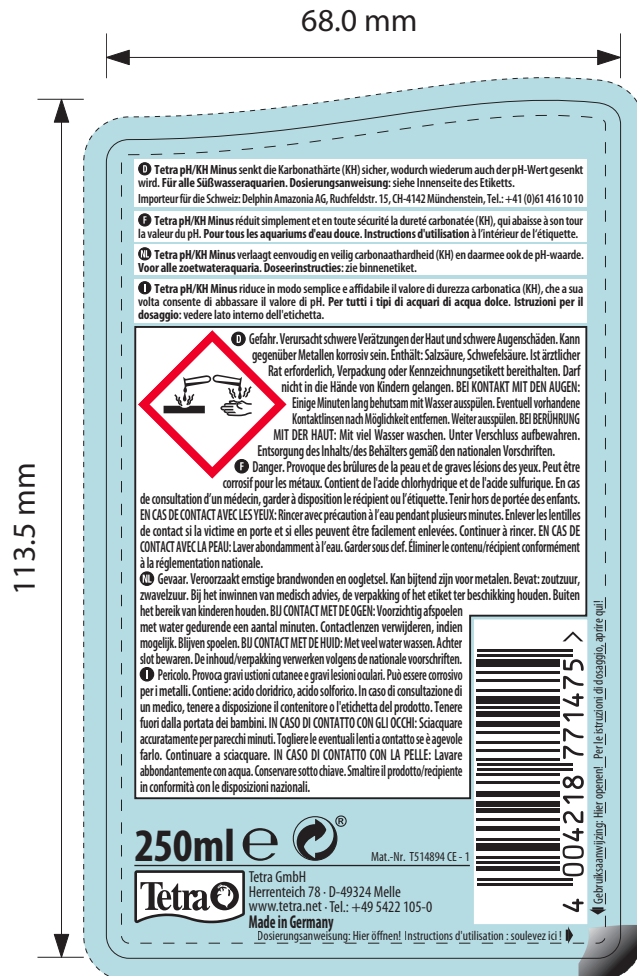 68.0 mm
113.5 mm
D Tetra pH/KH Minus senkt die Karbonathärte (KH) sicher, wodurch wiederum auch der pH-Wert gesenkt
wird. Für alle Süßwasseraquarien. Dosierungsanweisung: siehe Innenseite des Etiketts.
Importeur für die Schweiz: Delphin Amazonia AG, Ruchfeldstr. 15, CH-4142 Münchenstein, Tel.: +41 (0)61 416 10 10
F Tetra pH/KH Minus réduit simplement et en toute sécurité la dureté carbonatée (KH), qui abaisse à son tour
la valeur du pH. Pour tous les aquariums d'eau douce. Instructions d'utilisation à l'intérieur de l'étiquette.
NL Tetra pH/KH Minus verlaagt eenvoudig en veilig carbonaathardheid (KH) en daarmee ook de pH-waarde.
Voor alle zoetwateraquaria. Doseerinstructies: zie binnenetiket.
I Tetra pH/KH Minus riduce in modo semplice e affidabile il valore di durezza carbonatica (KH), che a sua
volta consente di abbassare il valore di pH. Per tutti i tipi di acquari di acqua dolce. Istruzioni per il
dosaggio: vedere lato interno dell'etichetta.
D Gefahr. Verursacht schwere Verätzungen der Haut und schwere Augenschäden. Kann
gegenüber Metallen korrosiv sein. Enthält: Salzsäure, Schwefelsäure. Ist ärztlicher
Rat erforderlich, Verpackung oder Kennzeichnungsetikett bereithalten. Darf
nicht in die Hände von Kindern gelangen. BEI KONTAKT MIT DEN AUGEN:
Einige Minuten lang behutsam mit Wasser ausspülen. Eventuell vorhandene
Kontaktlinsen nach Möglichkeit entfernen. Weiter ausspülen. BEI BERÜHRUNG
MIT DER HAUT: Mit viel Wasser waschen. Unter Verschluss aufbewahren.
Entsorgung des Inhalts/des Behälters gemäß den nationalen Vorschriften.
F Danger. Provoque des brûlures de la peau et de graves lésions des yeux. Peut être
corrosif pour les métaux. Contient de l'acide chlorhydrique et de l'acide sulfurique. En cas
de consultation d'un médecin, garder à disposition le récipient ou l'étiquette. Tenir hors de portée des enfants.
EN CAS DE CONTACT AVEC LES YEUX: Rincer avec précaution à l'eau pendant plusieurs minutes. Enlever les lentilles
de contact si la victime en porte et si elles peuvent être facilement enlevées. Continuer à rincer. EN CAS DE
CONTACT AVEC LA PEAU: Laver abondamment à l'eau. Garder sous clef. Éliminer le contenu/récipient conformément
à la réglementation nationale.
NL Gevaar. Veroorzaakt ernstige brandwonden en oogletsel. Kan bijtend zijn voor metalen. Bevat: zoutzuur,
zwavelzuur. Bij het inwinnen van medisch advies, de verpakking of het etiket ter beschikking houden. Buiten
het bereik van kinderen houden. BIJ CONTACT MET DE OGEN: Voorzichtig afspoelen
met water gedurende een aantal minuten. Contactlenzen verwijderen, indien
mogelijk. Blijven spoelen. BIJ CONTACT MET DE HUID: Met veel water wassen. Achter
slot bewaren. De inhoud/verpakking verwerken volgens de nationale voorschriften.
I Pericolo. Provoca gravi ustioni cutanee e gravi lesioni oculari. Può essere corrosivo
per i metalli. Contiene: acido cloridrico, acido solforico. In caso di consultazione di
un medico, tenere a disposizione il contenitore o l'etichetta del prodotto. Tenere
fuori dalla portata dei bambini. IN CASO DI CONTATTO CON GLI OCCHI: Sciacquare
accuratamente per parecchi minuti. Togliere le eventuali lenti a contatto se è agevole
farlo. Continuare a sciacquare. IN CASO DI CONTATTO CON LA PELLE: Lavare
abbondantemente con acqua. Conservare sotto chiave. Smaltire il prodotto/recipiente
in conformità con le disposizioni nazionali.
4 004218 771475 >
Gebruiksaanwijzing: Hier openen! Per le istruzioni di dosaggio, aprire qui!
250ml e ®
Mat.-Nr. T514894 CE - 1
Tetra
Tetra GmbH
Herrenteich 78 · D-49324 Melle
www.tetra.net · Tel.: +49 5422 105-0
Made in Germany
Dosierungsanweisung: Hier öffnen! Instructions d'utilisation : soulevez ici !